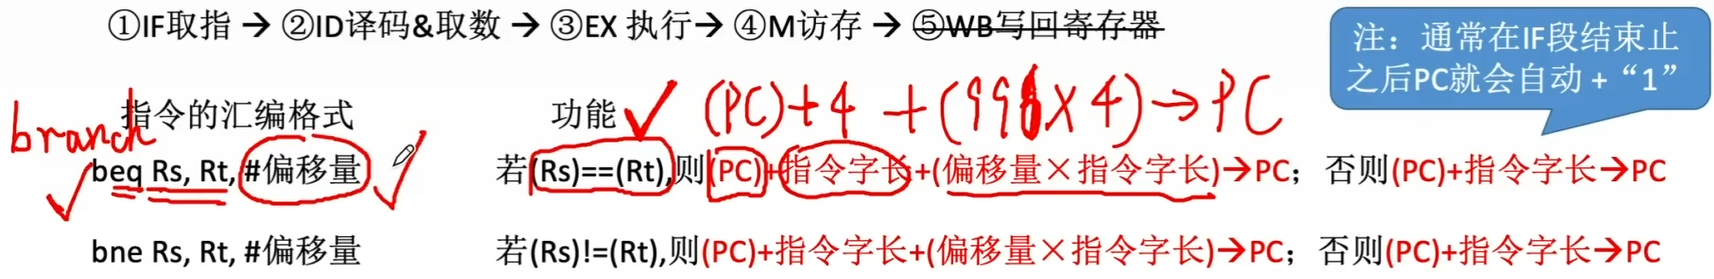 ①IF取指 → ②ID译码&取数 → ③EX 执行→ ④M访存 → ⑤WB写回寄存器
注：通常在IF段结束止
之后PC就会自动 + “1”
指令的汇编格式 功能 (PC)+4 +(998×4)→PC
branch
beq Rs, Rt, #偏移量 若(Rs)==(Rt),则(PC)+指令字长+(偏移量×指令字长)→PC；否则(PC)+指令字长→PC
bne Rs, Rt, #偏移量 若(Rs)!=(Rt),则(PC)+指令字长+(偏移量×指令字长)→PC；否则(PC)+指令字长→PC